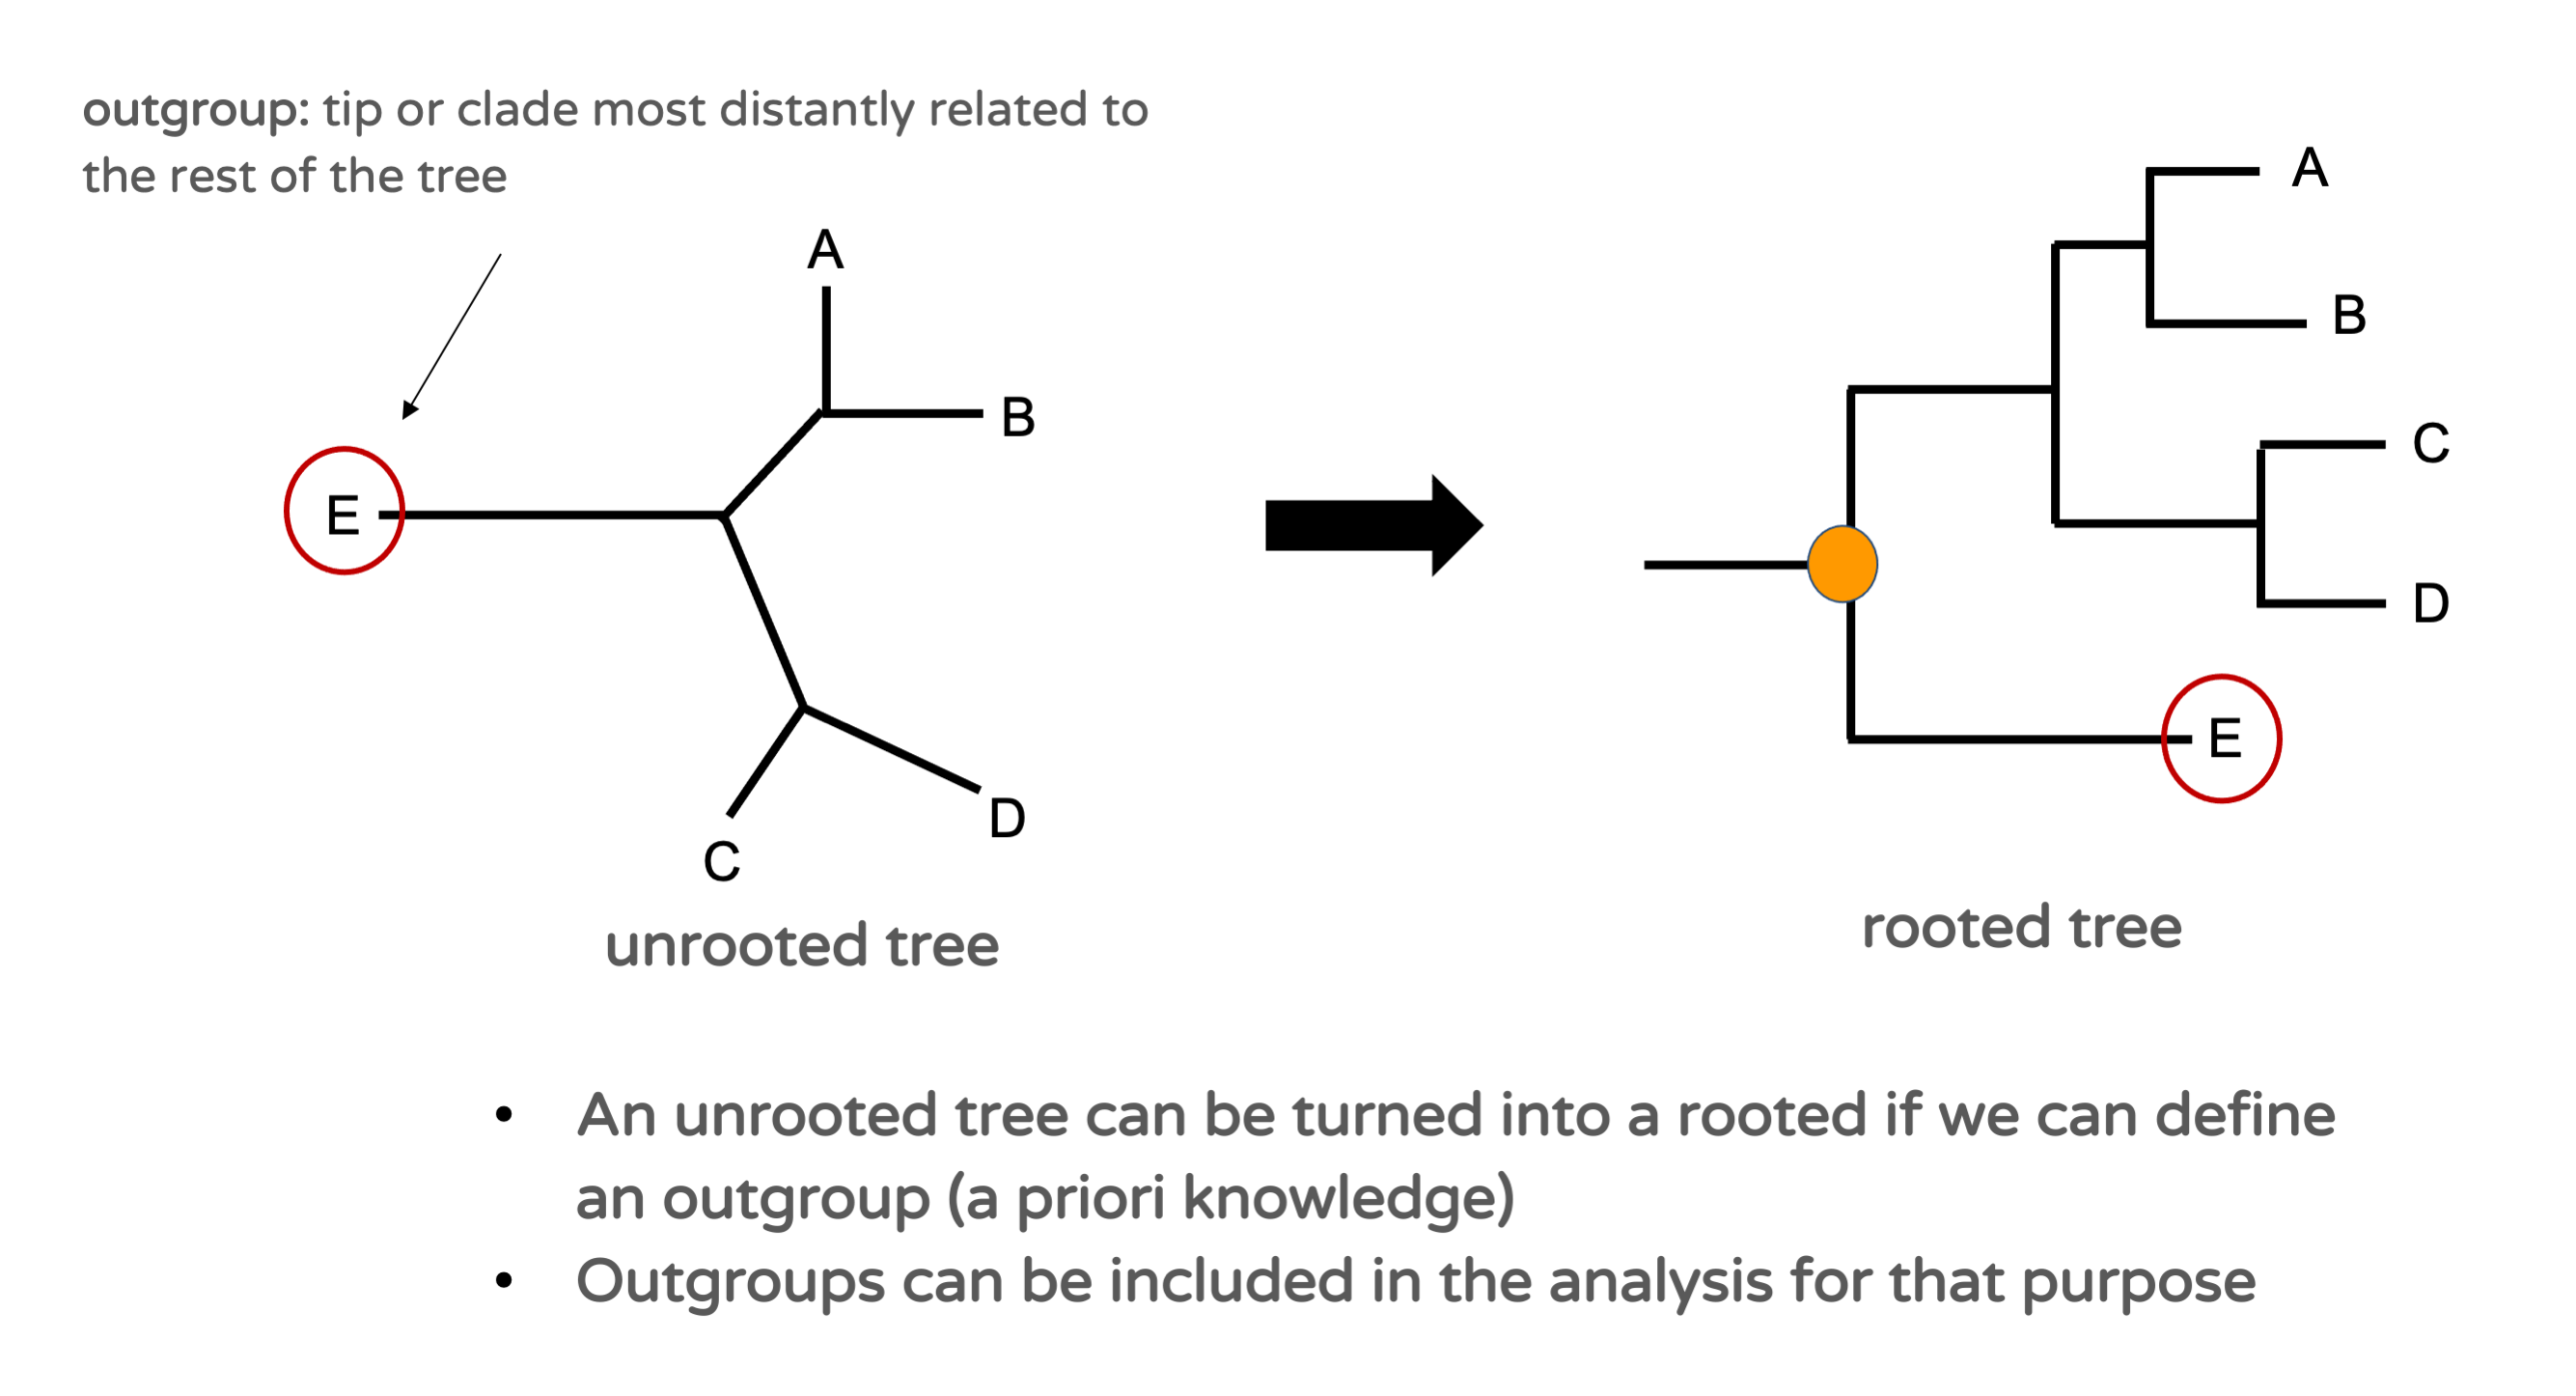 outgroup: tip or clade most distantly related to
the rest of the tree
A
B
E
C
D
unrooted tree
A
B
C
D
E
rooted tree
• An unrooted tree can be turned into a rooted if we can define
an outgroup (a priori knowledge)
• Outgroups can be included in the analysis for that purpose